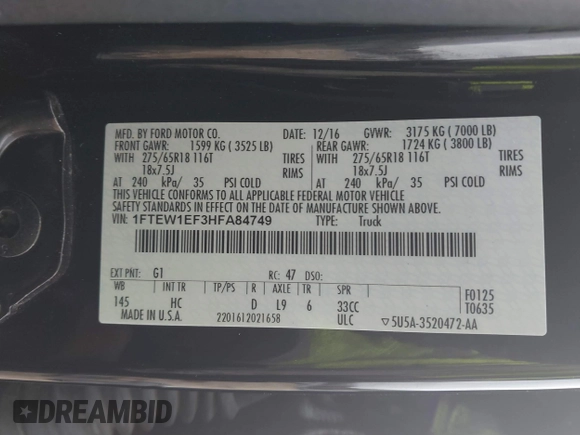 MFD. BY FORD MOTOR CO. DATE: 12/16 GVWR: 3175 KG ( 7000 LB)
FRONT GAWR: 1599 KG ( 3525 LB) REAR GAWR: 1724 KG ( 3800 LB)
WITH 275/65R18 116T TIRES WITH 275/65R18 116T TIRES
18x7.5J RIMS 18x7.5J RIMS
AT 240 kPa/ 35 PSI COLD AT 240 kPa/ 35 PSI COLD
THIS VEHICLE CONFORMS TO ALL APPLICABLE FEDERAL MOTOR VEHICLE
SAFETY STANDARDS IN EFFECT ON THE DATE OF MANUFACTURE SHOWN ABOVE.
VIN: 1FTEW1EF3HFA84749 TYPE: Truck
EXT PNT: G1 RC: 47 DSO:
WB INT TR TP/PS R AXLE TR SPR
145 HC D L9 6 33CC
F0125
T0635
MADE IN U.S.A. 2201612021658 ULC ▽5U5A-3520472-AA
DREAMBID